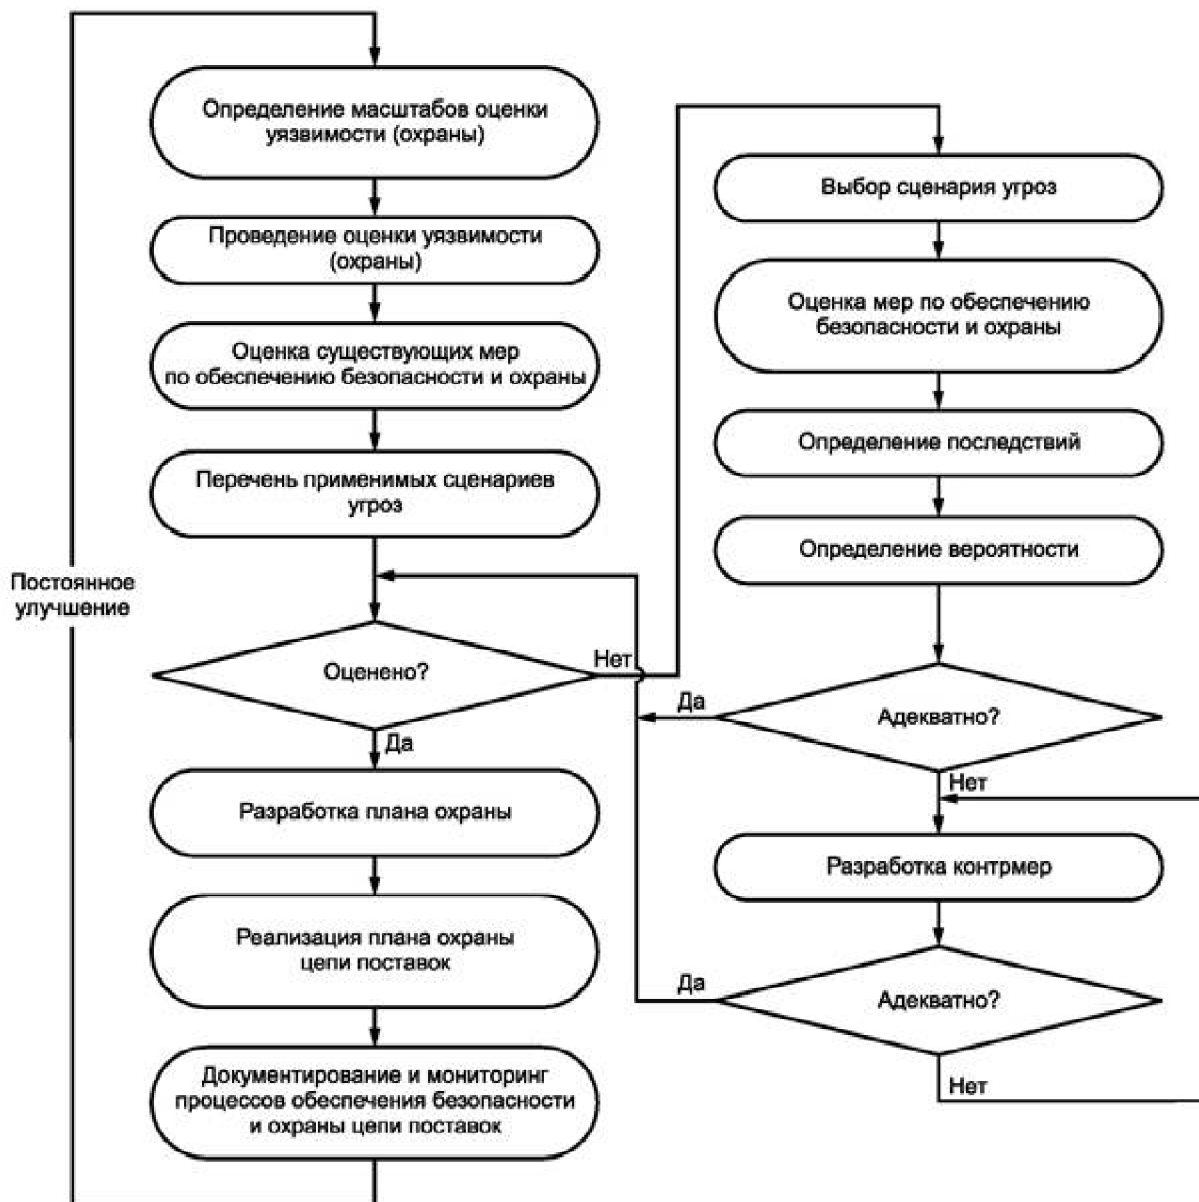 Определение масштабов оценки
уязвимости (охраны)
Проведение оценки уязвимости
(охраны)
Оценка существующих мер
по обеспечению безопасности и охраны
Перечень применимых сценариев
угроз
Постоянное
улучшение
Оценено?
Нет
Да
Разработка плана охраны
Реализация плана охраны
цепи поставок
Документирование и мониторинг
процессов обеспечения безопасности
и охраны цепи поставок
Выбор сценария угроз
Оценка мер по обеспечению
безопасности и охраны
Определение последствий
Определение вероятности
Да
Адекватно?
Нет
Разработка контрмер
Да
Адекватно?
Нет